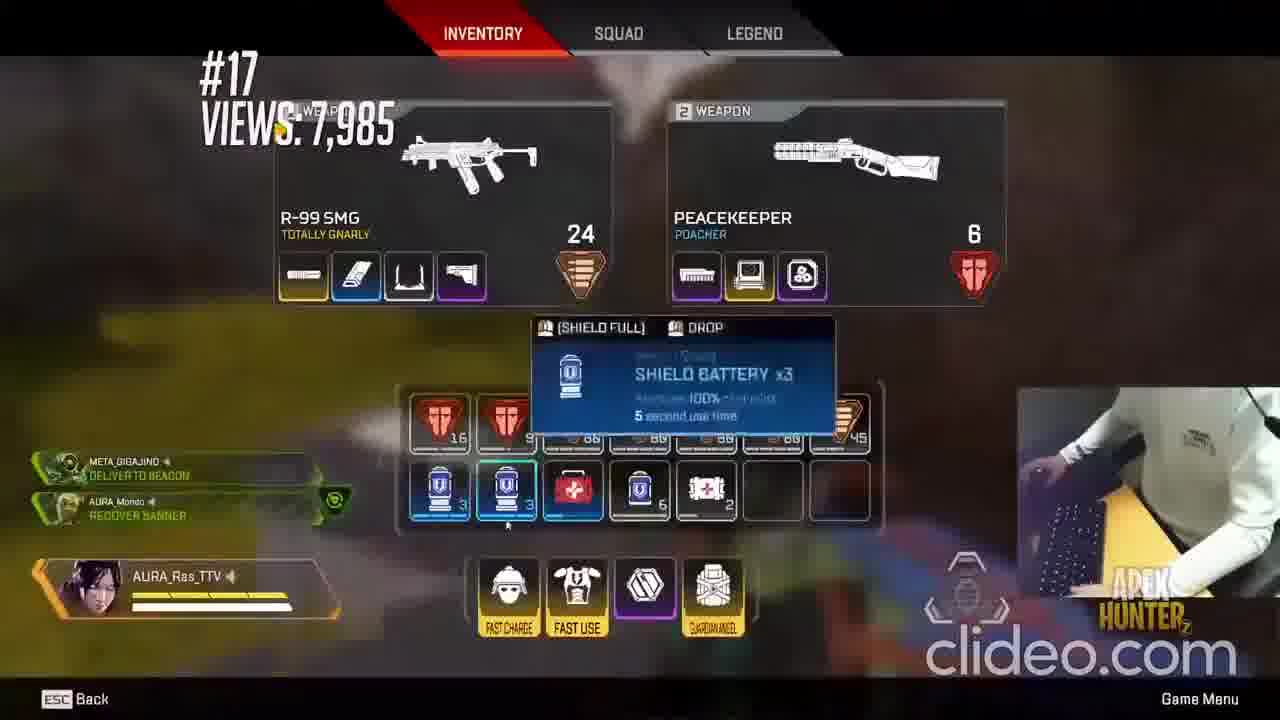 INVENTORY
SQUAD
LEGEND
#17
VIEWS: 7,985
2 WEAPON
R-99 SMG
TOTALLY GNARLY
24
PEACEKEEPER
POACHER
6
(SHIELD FULL)
DROP
SHIELD BATTERY x3
100%
5 second use time
16
9
45
3
3
6
2
META_GIGAJIND
DELIVER TO BEACON
AURA_Mondo
RECOVER BANNER
AURA_Ras_TTV
FAST CHARGE
FAST USE
GUARDIAN ANGEL
APEX
HUNTERZ
clideo.com
ESC Back
Game Menu